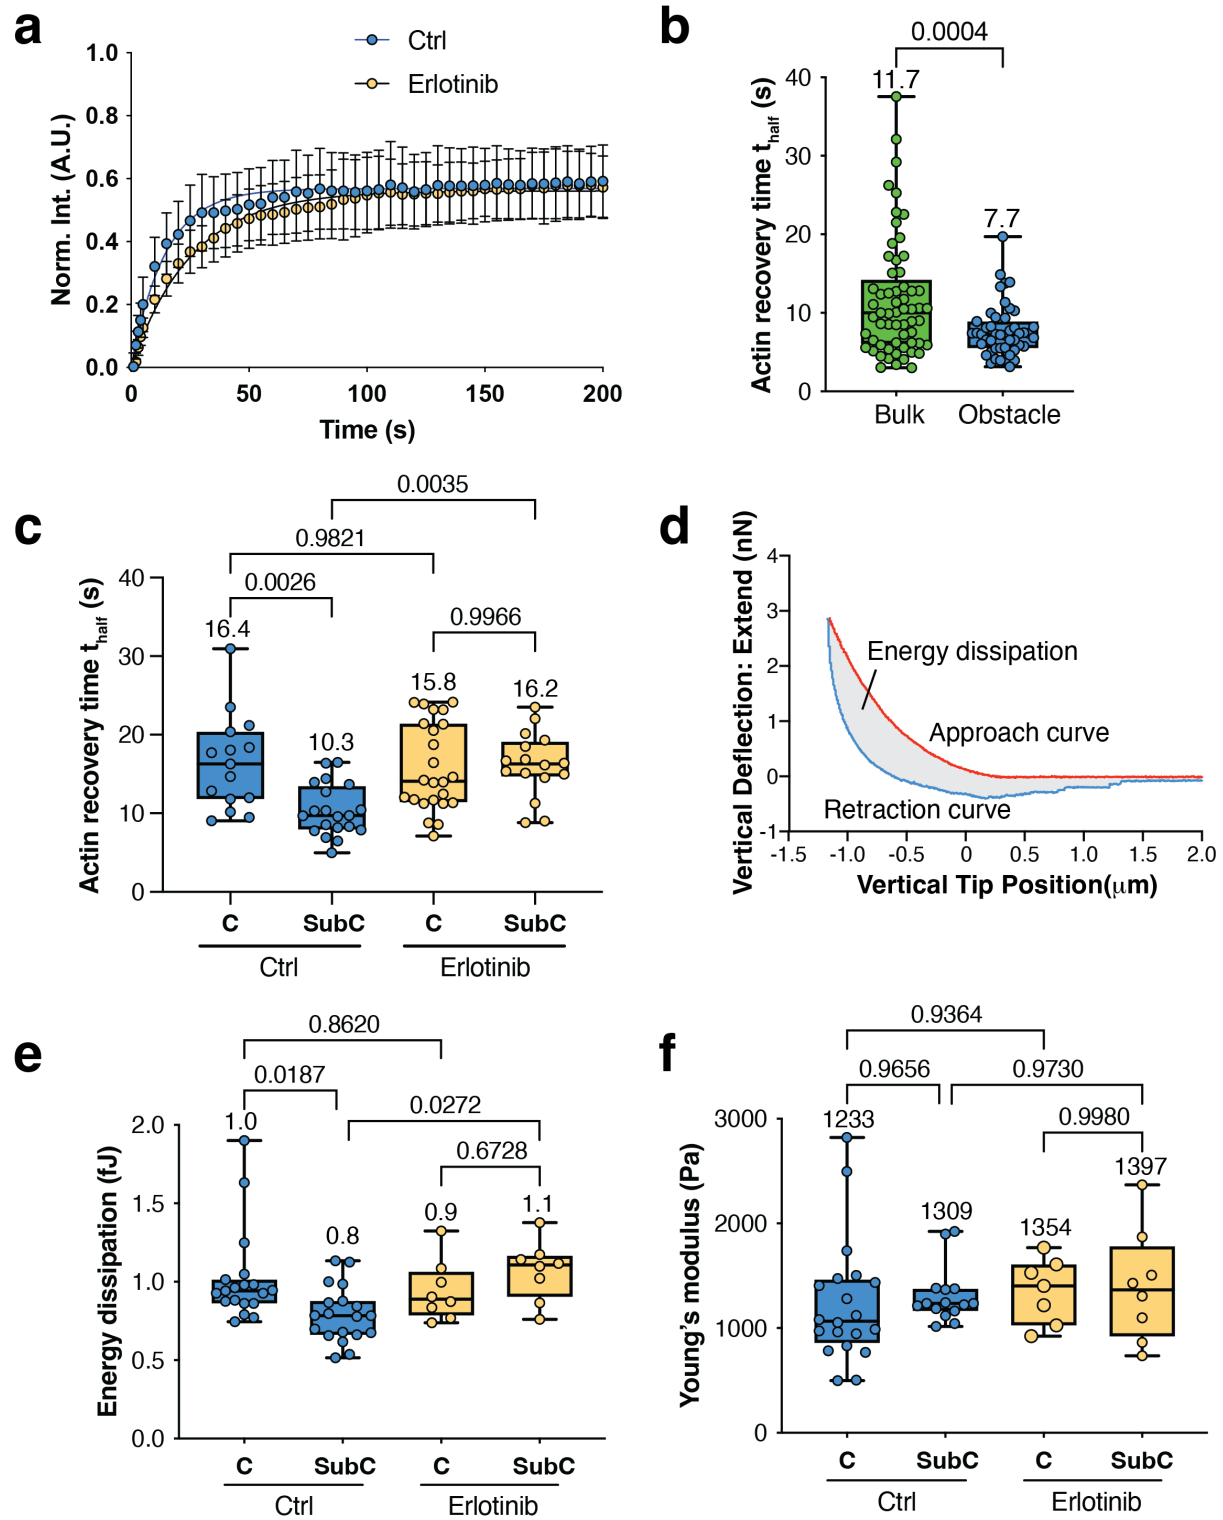 a
Ctrl
Erlotinib
1.0
0.8
0.6
0.4
0.2
0.0
Norm. Int. (A.U.)
0
50
100
150
200
Time (s)
b
0.0004
11.7
7.7
40
30
20
10
0
Actin recovery time t half (s)
Bulk
Obstacle
c
0.0035
0.9821
0.0026
0.9966
16.4
10.3
15.8
16.2
40
30
20
10
0
Actin recovery time t half (s)
C
SubC
C
SubC
Ctrl
Erlotinib
d
4
3
2
1
0
-1
Vertical Deflection: Extend (nN)
Energy dissipation
Approach curve
Retraction curve
-1.5
-1.0
-0.5
0
0.5
1.0
1.5
2.0
Vertical Tip Position(μm)
e
0.8620
0.0187
0.0272
0.6728
1.0
0.8
0.9
1.1
2.0
1.5
1.0
0.5
0.0
Energy dissipation (fJ)
C
SubC
C
SubC
Ctrl
Erlotinib
f
0.9364
0.9656
0.9730
0.9980
1233
1309
1354
1397
3000
2000
1000
0
Young's modulus (Pa)
C
SubC
C
SubC
Ctrl
Erlotinib